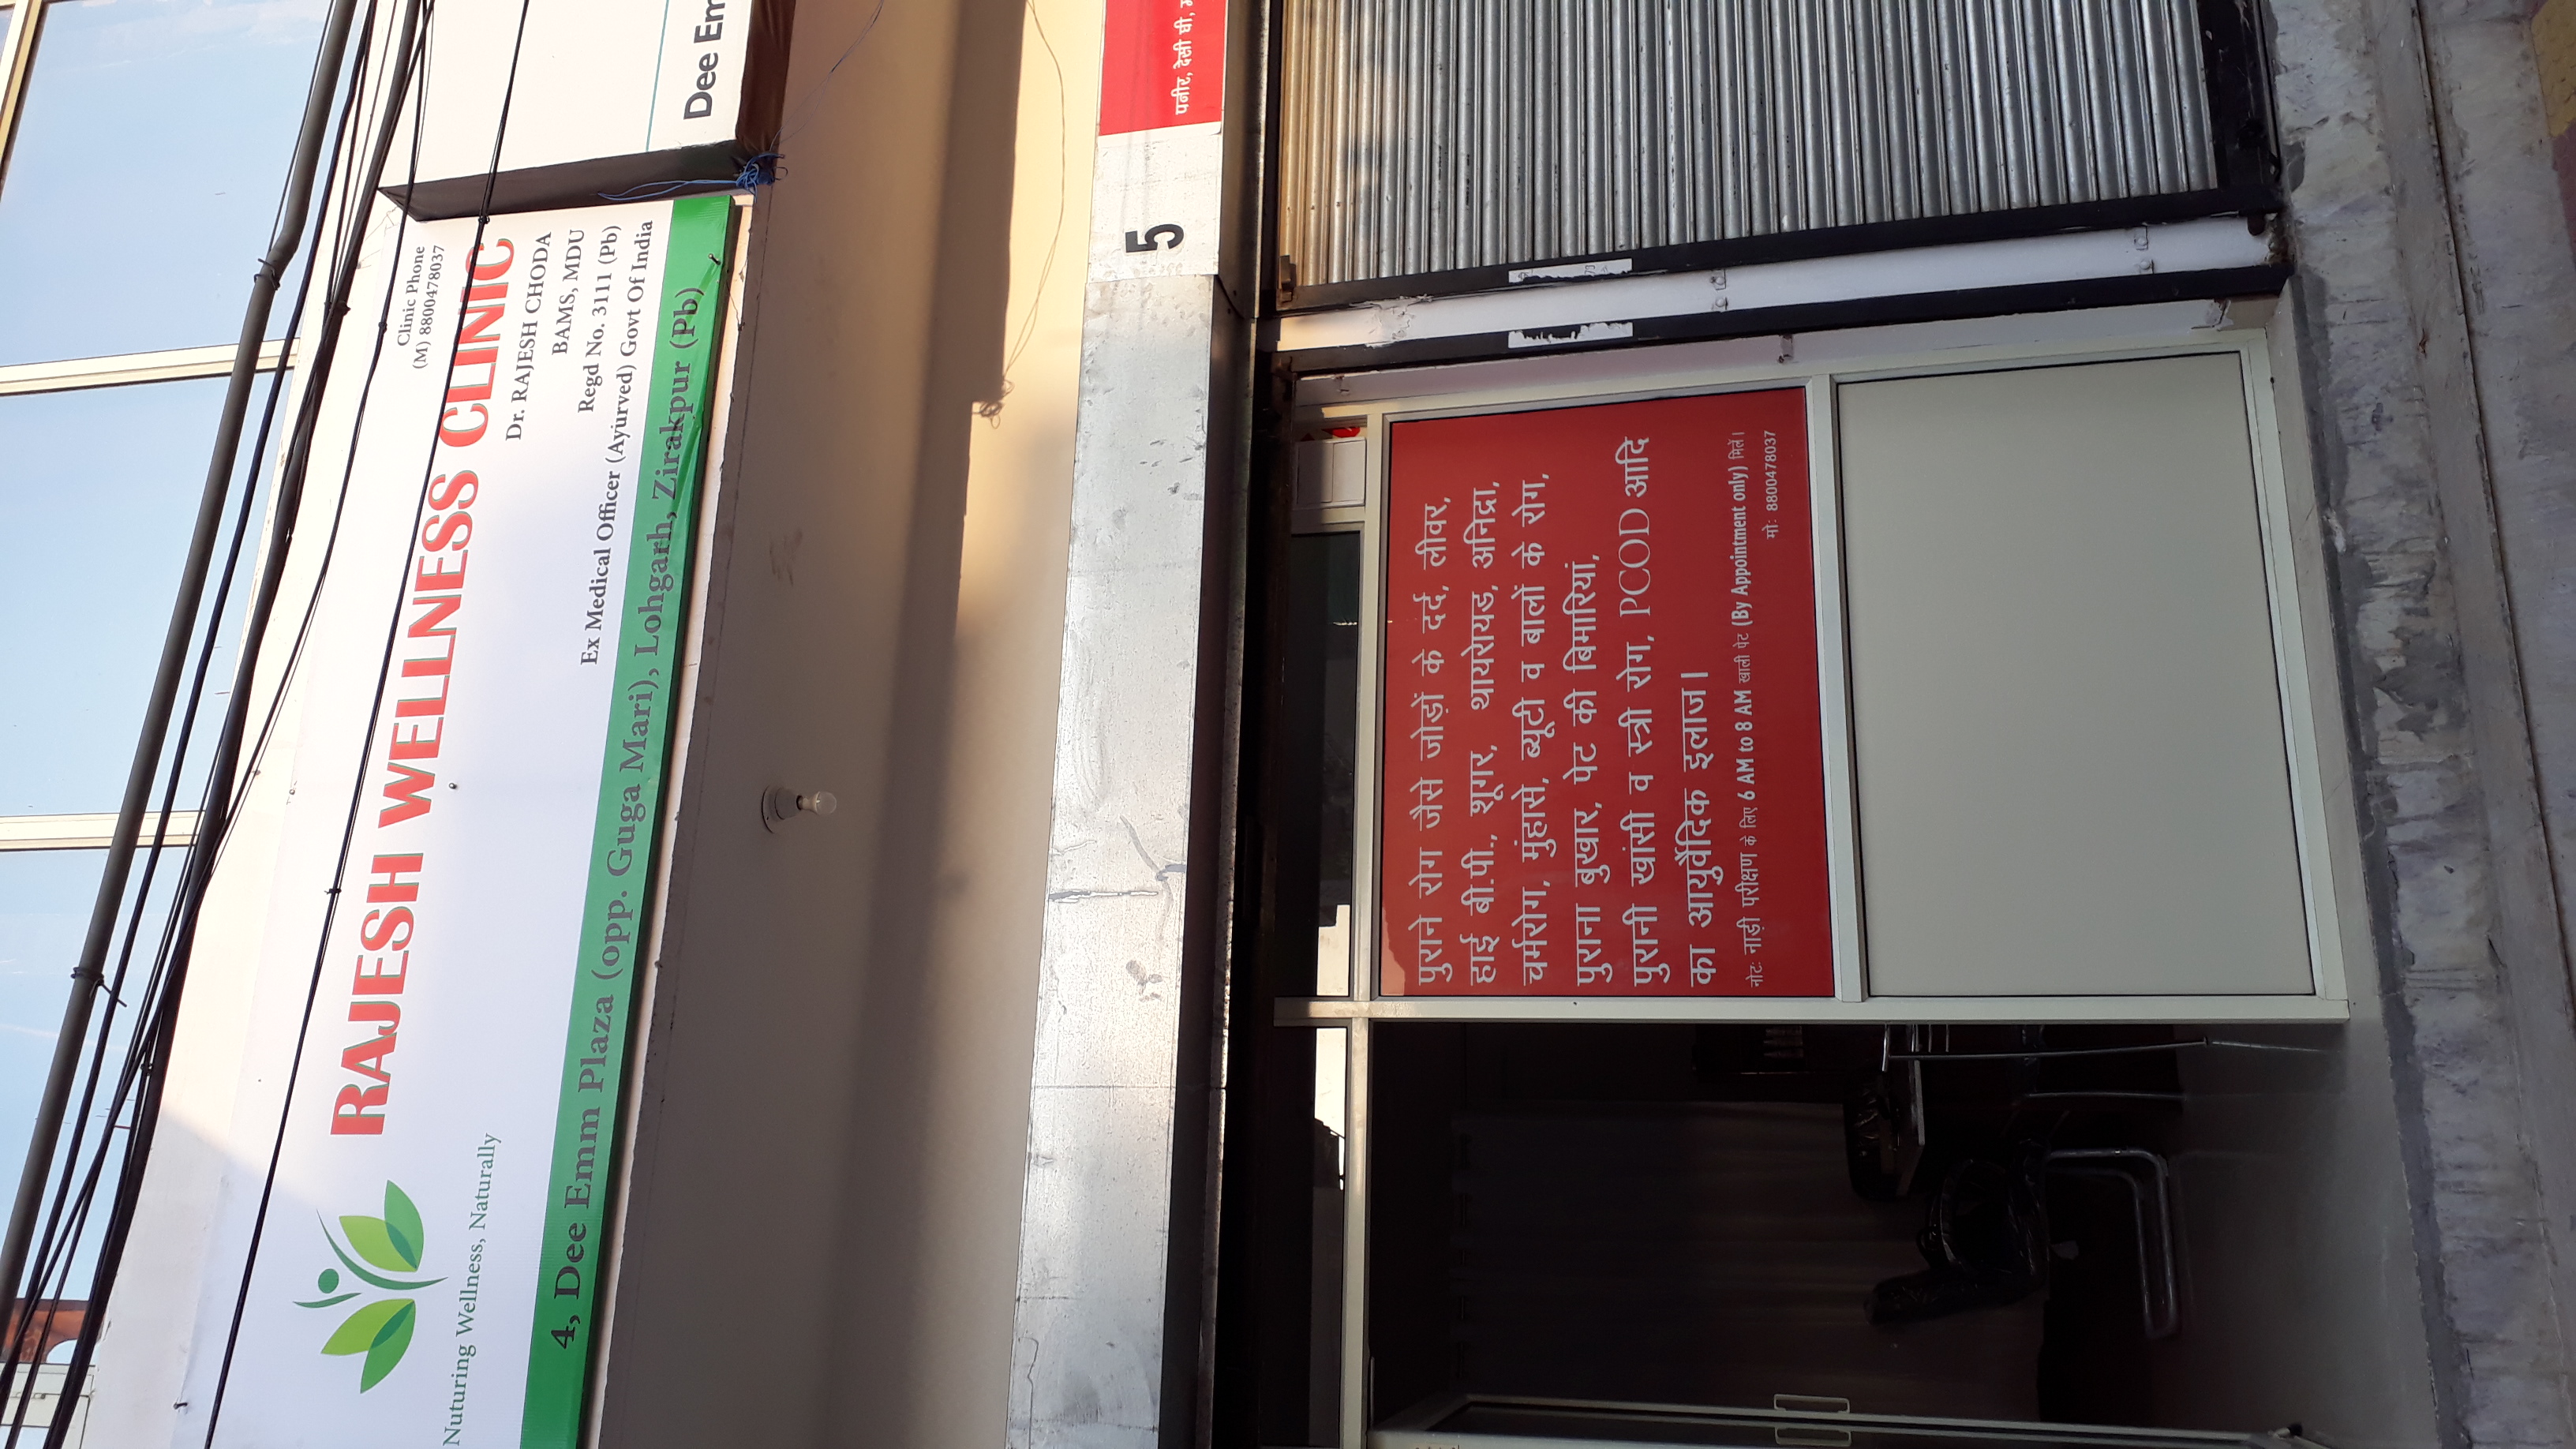 Clinic Phone
(M) 8800478037
RAJESH WELLNESS CLINIC
Dr. RAJESH CHODA
BAMS, MDU
Regd No. 3111 (Pb)
Ex Medical Officer (Ayurved) Govt Of India
Nuturing Wellness, Naturally
4, Dee Emm Plaza (opp. Guga Mari), Lohgarh, Zirakpur (Pb)
Dee Em
5
पनीर, देसी घी,
पुराने रोग जैसे जोड़ों के दर्द, लीवर,
हाई बी.पी., शूगर, थायरोयड, अनिद्रा,
चर्मरोग, मुंहासे, ब्यूटी व बालों के रोग,
पुराना बुखार, पेट की बिमारियां,
पुरानी खांसी व स्त्री रोग, PCOD आदि
का आयुर्वेदिक इलाज।
नोटः नाड़ी परीक्षण के लिए 6 AM to 8 AM खाली पेट (By Appointment only) मिलें।
मोः 8800478037